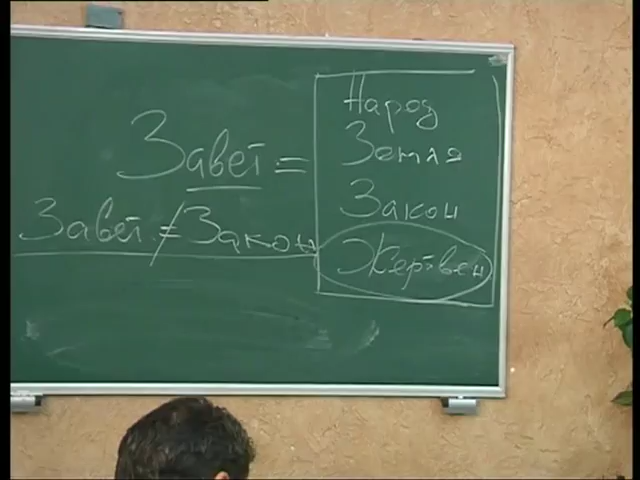 Завет =
Народ
Земля
Закон
Жертвен
Завет ≠ Закон